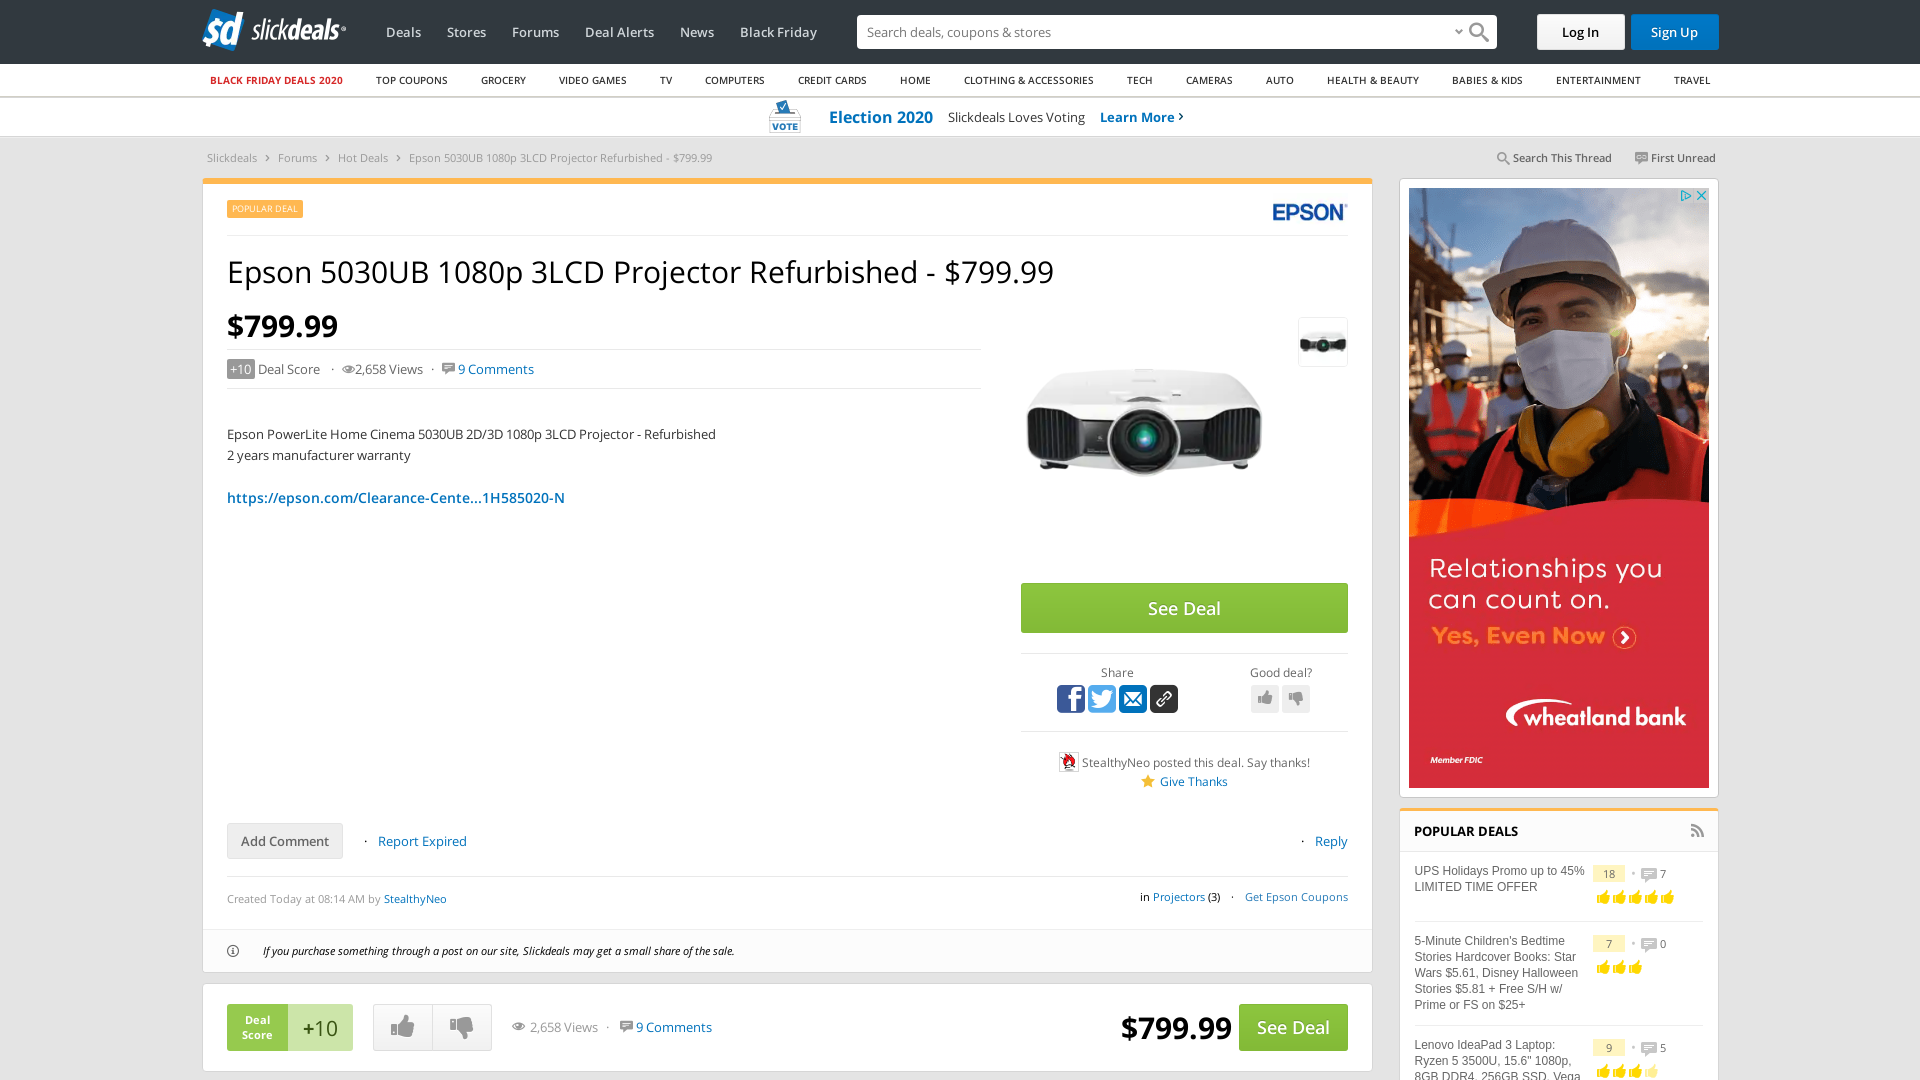 slickdeals
Deals
Stores
Forums
Deal Alerts
News
Black Friday
Search deals, coupons & stores
Log In
Sign Up
BLACK FRIDAY DEALS 2020
TOP COUPONS
GROCERY
VIDEO GAMES
TV
COMPUTERS
CREDIT CARDS
HOME
CLOTHING & ACCESSORIES
TECH
CAMERAS
AUTO
HEALTH & BEAUTY
BABIES & KIDS
ENTERTAINMENT
TRAVEL
VOTE
Election 2020 Slickdeals Loves Voting Learn More ›
Slickdeals › Forums › Hot Deals › Epson 5030UB 1080p 3LCD Projector Refurbished - $799.99
Search This Thread
First Unread
POPULAR DEAL
EPSON
Epson 5030UB 1080p 3LCD Projector Refurbished - $799.99
$799.99
+10 Deal Score · 2,658 Views · 9 Comments
Epson PowerLite Home Cinema 5030UB 2D/3D 1080p 3LCD Projector - Refurbished
2 years manufacturer warranty
https://epson.com/Clearance-Cente...1H585020-N
See Deal
Share
Good deal?
StealthyNeo posted this deal. Say thanks!
Give Thanks
Add Comment · Report Expired
· Reply
Created Today at 08:14 AM by StealthyNeo
in Projectors (3) · Get Epson Coupons
If you purchase something through a post on our site, Slickdeals may get a small share of the sale.
Deal
Score
+10
2,658 Views · 9 Comments
$799.99
See Deal
Relationships you
can count on.
Yes, Even Now
wheatland bank
Member FDIC
POPULAR DEALS
UPS Holidays Promo up to 45%
LIMITED TIME OFFER
18 • 7
5-Minute Children's Bedtime
Stories Hardcover Books: Star
Wars $5.61, Disney Halloween
Stories $5.81 + Free S/H w/
Prime or FS on $25+
7 • 0
Lenovo IdeaPad 3 Laptop:
Ryzen 5 3500U, 15.6" 1080p,
8GB DDR4, 256GB SSD, Vega
9 • 5